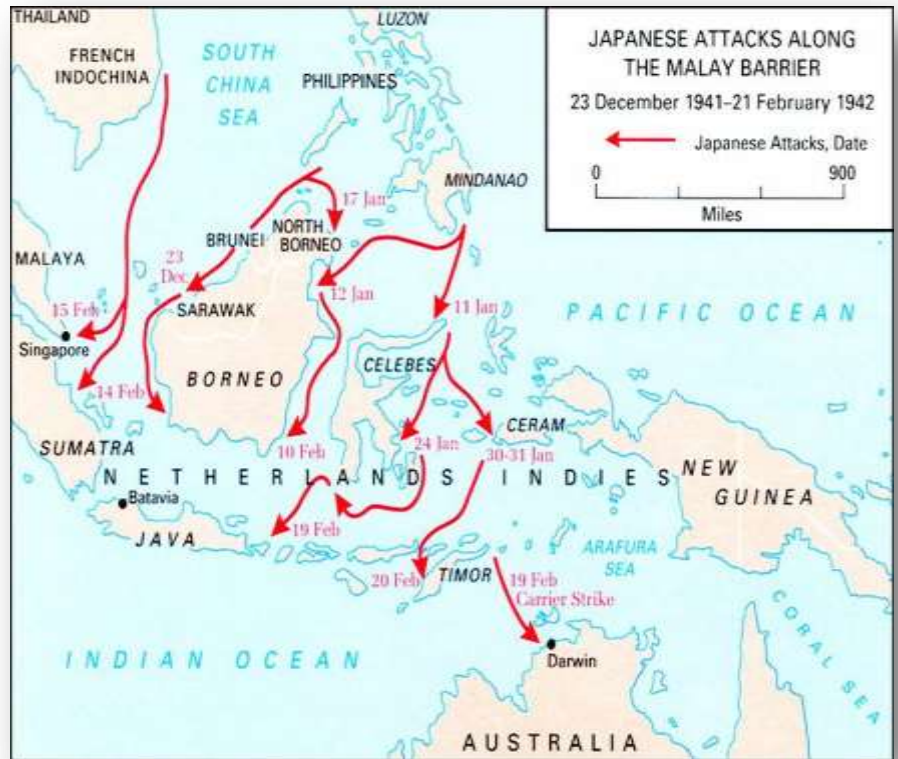 THAILAND
FRENCH
INDOCHINA
SOUTH
CHINA
SEA
LUZON
PHILIPPINES
JAPANESE ATTACKS ALONG
THE MALAY BARRIER
23 December 1941–21 February 1942
Japanese Attacks, Date
0 900
Miles
MINDANAO
17 Jan
NORTH
BORNEO
BRUNEI
MALAYA
23
Dec
SARAWAK
12 Jan
11 Jan
PACIFIC OCEAN
15 Feb
Singapore
BORNEO
CELEBES
14 Feb
SUMATRA
10 Feb
24 Jan
CERAM
30-31 Jan
NETHERLANDS INDIES
NEW
GUINEA
Batavia
JAVA
19 Feb
ARAFURA
SEA
20 Feb
TIMOR
19 Feb
Carrier Strike
CORAL SEA
INDIAN OCEAN
Darwin
AUSTRALIA